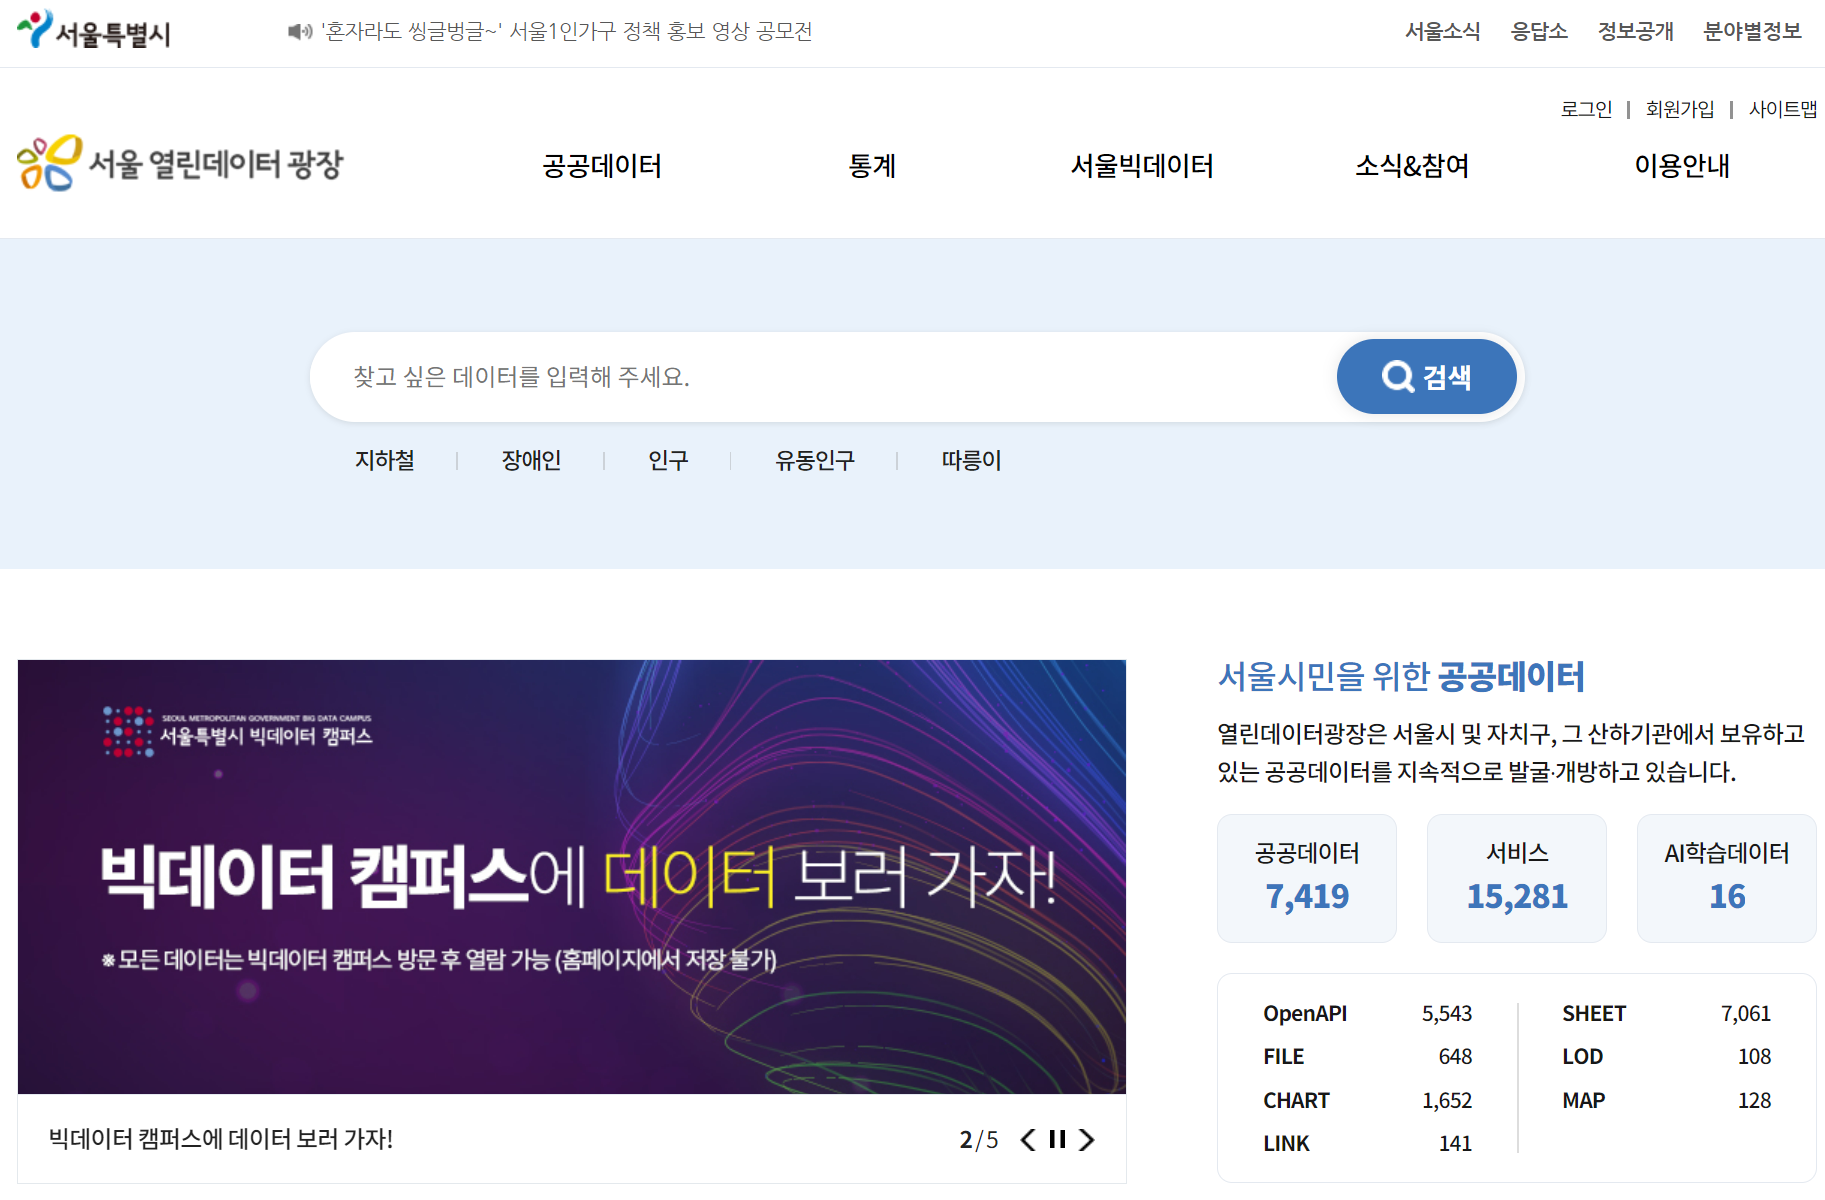 서울특별시
'혼자라도 씽글벙글~' 서울1인가구 정책 홍보 영상 공모전
서울소식 응답소 정보공개 분야별정보
로그인 | 회원가입 | 사이트맵
서울 열린데이터 광장
공공데이터 통계 서울빅데이터 소식&참여 이용안내
찾고 싶은 데이터를 입력해 주세요.
검색
지하철 | 장애인 | 인구 | 유동인구 | 따릉이
SEOUL METROPOLITAN GOVERNMENT BIG DATA CAMPUS
서울특별시 빅데이터 캠퍼스
빅데이터 캠퍼스에 데이터 보러 가자!
※ 모든 데이터는 빅데이터 캠퍼스 방문 후 열람 가능 (홈페이지에서 저장 불가)
빅데이터 캠퍼스에 데이터 보러 가자!
2/5
서울시민을 위한 공공데이터
열린데이터광장은 서울시 및 자치구, 그 산하기관에서 보유하고
있는 공공데이터를 지속적으로 발굴·개방하고 있습니다.
공공데이터
7,419
서비스
15,281
AI학습데이터
16
OpenAPI 5,543
FILE 648
CHART 1,652
LINK 141
SHEET 7,061
LOD 108
MAP 128